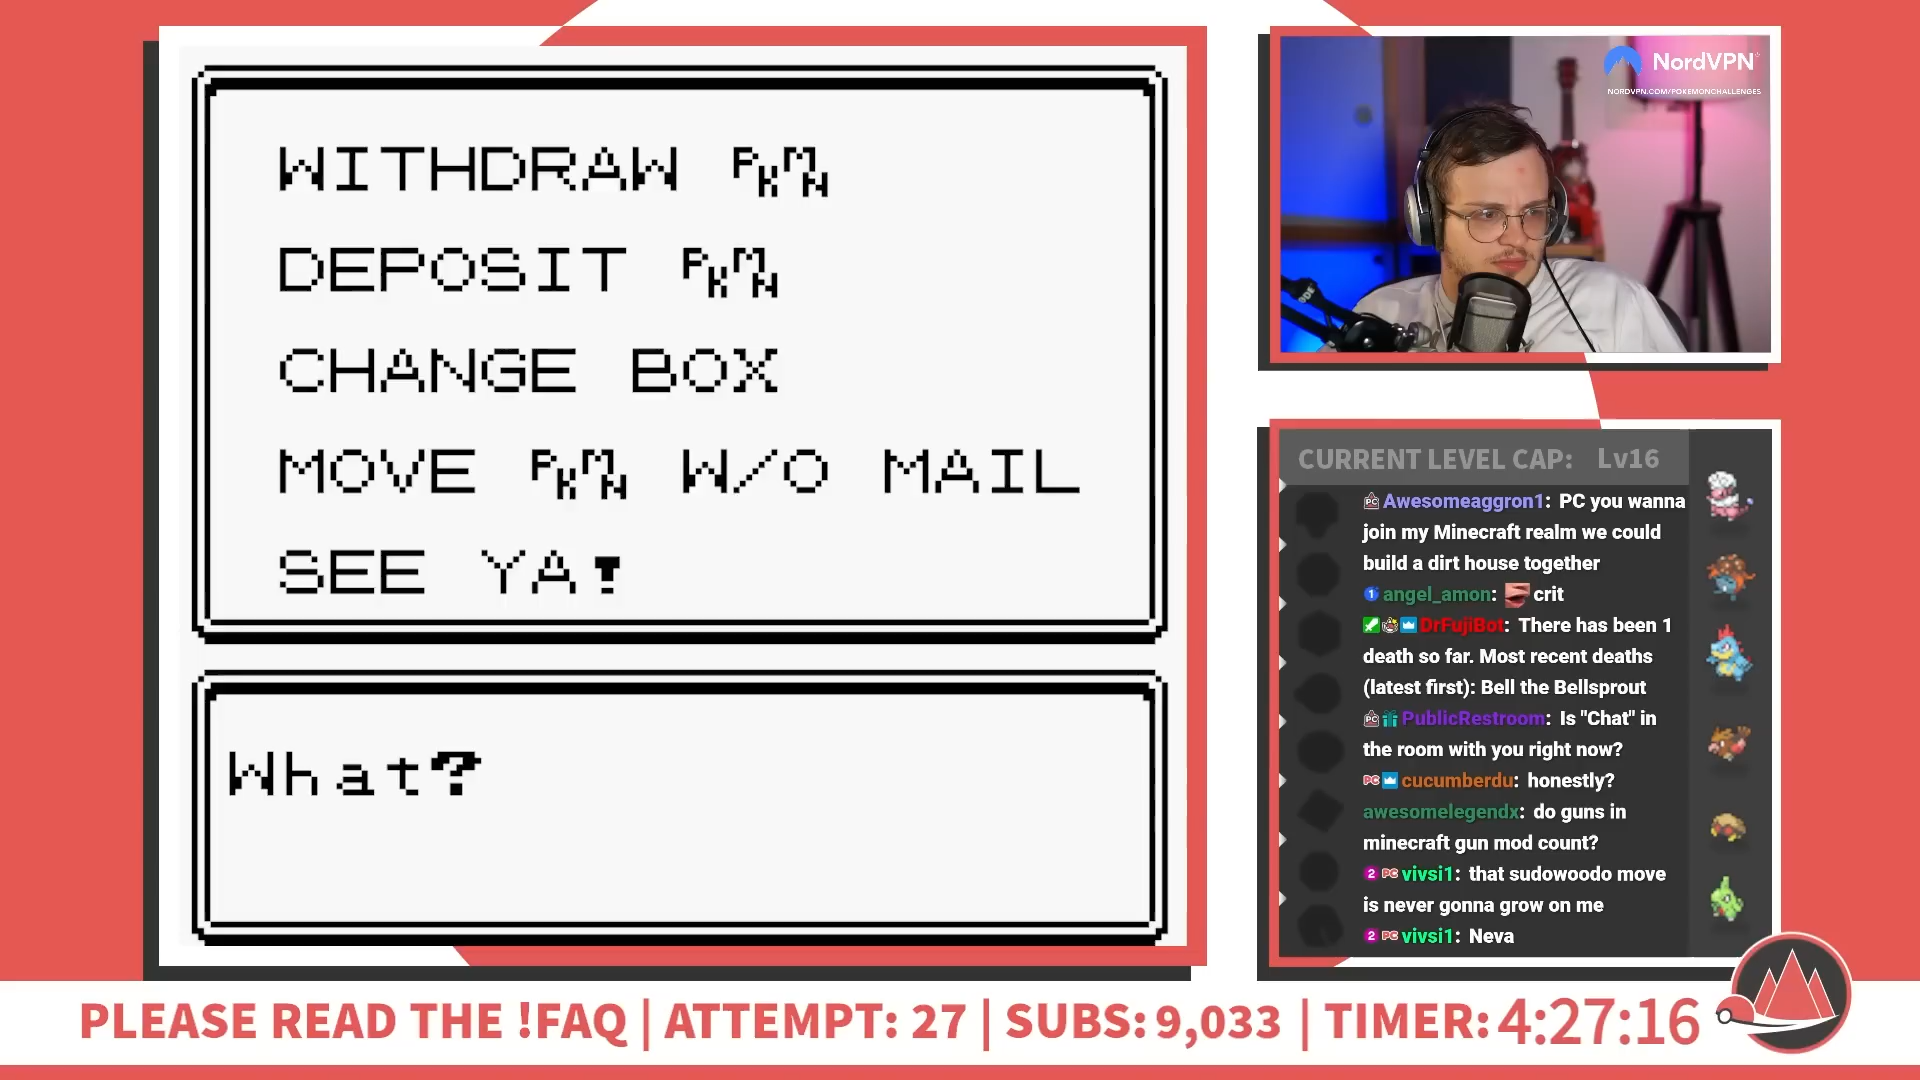 WITHDRAW PKMN
DEPOSIT PKMN
CHANGE BOX
MOVE PKMN W/O MAIL
SEE YA!
What?
NordVPN
NORDVPN.COM/POKEMONCHALLENGES
CURRENT LEVEL CAP: Lv16
Awesomeaggron1: PC you wanna
join my Minecraft realm we could
build a dirt house together
1 angel_amon: crit
DrFujiBot: There has been 1
death so far. Most recent deaths
(latest first): Bell the Bellsprout
PublicRestroom: Is "Chat" in
the room with you right now?
PC cucumberdu: honestly?
awesomelegendx: do guns in
minecraft gun mod count?
2 PC vivsi1: that sudowoodo move
is never gonna grow on me
2 PC vivsi1: Neva
PLEASE READ THE !FAQ | ATTEMPT: 27 | SUBS: 9,033 | TIMER: 4:27:16